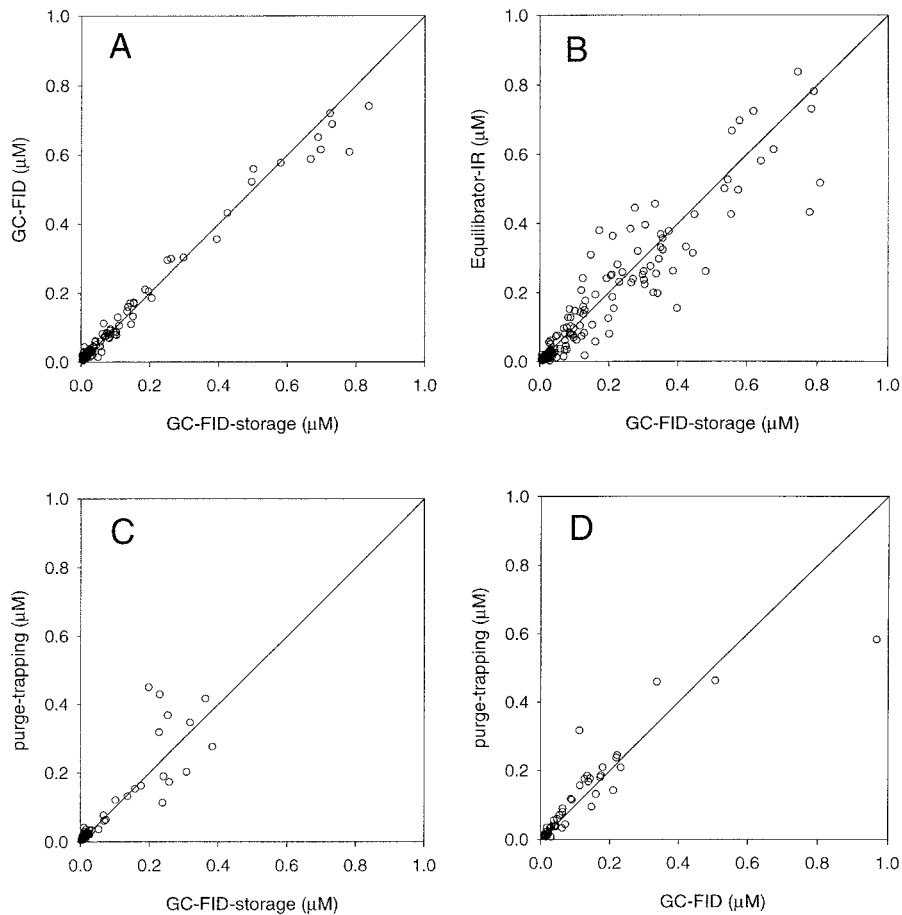 A
1.0
0.8
0.6
0.4
0.2
0.0
GC-FID (μM)
0.0 0.2 0.4 0.6 0.8 1.0
GC-FID-storage (μM)
B
1.0
0.8
0.6
0.4
0.2
0.0
Equilibrator-IR (μM)
0.0 0.2 0.4 0.6 0.8 1.0
GC-FID-storage (μM)
C
1.0
0.8
0.6
0.4
0.2
0.0
purge-trapping (μM)
0.0 0.2 0.4 0.6 0.8 1.0
GC-FID-storage (μM)
D
1.0
0.8
0.6
0.4
0.2
0.0
purge-trapping (μM)
0.0 0.2 0.4 0.6 0.8 1.0
GC-FID (μM)